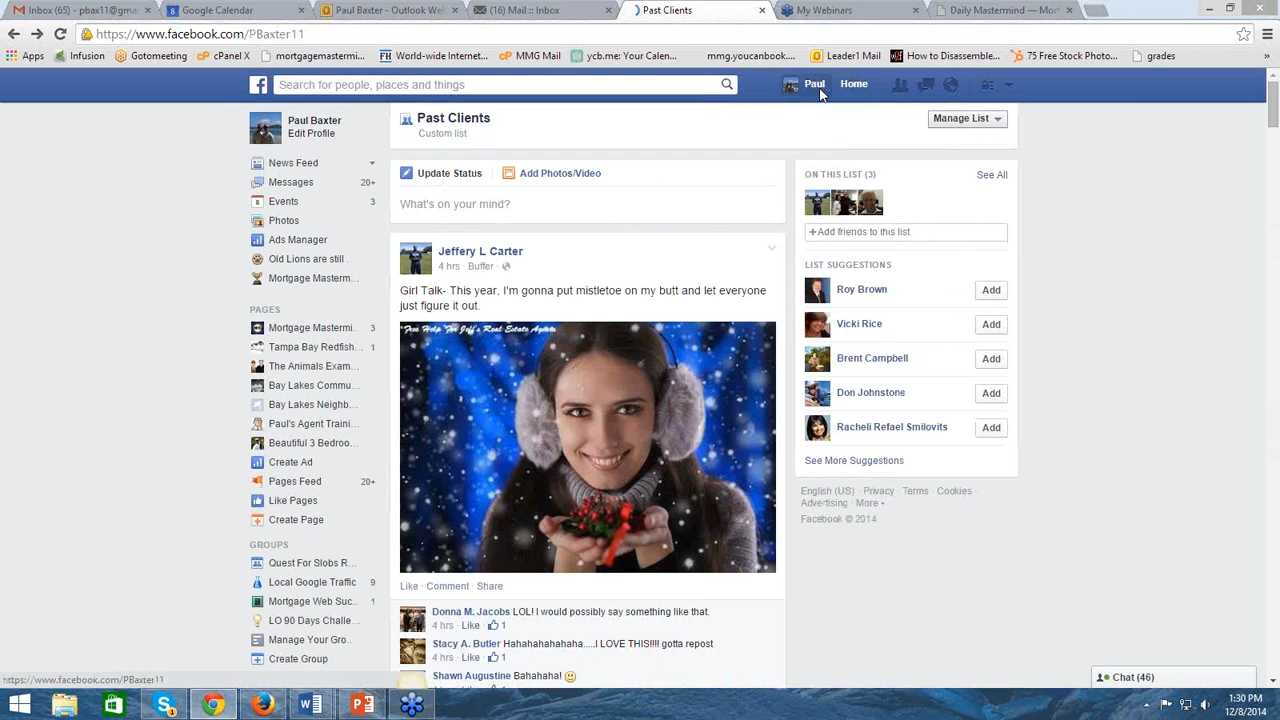 Inbox (65) - pbax11@gm
Google Calendar
Paul Baxter - Outlook We
(16) Mail :: Inbox
Past Clients
My Webinars
Daily Mastermind — Mor
https://www.facebook.com/PBaxter11
Infusion
Gotomeeting
cPanel X
mortgagemastermi...
World-wide Internet...
MMG Mail
ycb.me: Your Calen...
mmg.youcanbook...
Leader1 Mail
How to Disassemble...
75 Free Stock Photo...
grades
Search for people, places and things
Paul
Home
Paul Baxter
Edit Profile
News Feed
Messages 20+
Events 3
Photos
Ads Manager
Old Lions are still ..
Mortgage Masterm...
PAGES
Mortgage Mastermi.. 3
Tampa Bay Redfish.. 1
The Animals Exam...
Bay Lakes Commu...
Bay Lakes Neighb...
Paul's Agent Traini...
Beautiful 3 Bedroo...
Create Ad
Pages Feed 20+
Like Pages
Create Page
GROUPS
Quest For Slobs R...
Local Google Traffic 9
Mortgage Web Suc.. 1
LO 90 Days Challe...
Manage Your Gro...
Create Group
Past Clients
Custom list
Manage List
Update Status
Add Photos/Video
What's on your mind?
Jeffery L Carter
4 hrs · Buffer ·
Girl Talk- This year, I'm gonna put mistletoe on my butt and let everyone
just figure it out.
Free Help For Jeff's Real Estate Agents
Like · Comment · Share
Donna M. Jacobs LOL! I would possibly say something like that.
4 hrs · Like · 1
Stacy A. Butler Hahahahahahaha.....I LOVE THIS!!!! gotta repost
4 hrs · Like · 1
Shawn Augustine Bahahaha!
ON THIS LIST (3)
See All
+ Add friends to this list
LIST SUGGESTIONS
Roy Brown Add
Vicki Rice Add
Brent Campbell Add
Don Johnstone Add
Racheli Refael Smilovits Add
See More Suggestions
English (US) · Privacy · Terms · Cookies ·
Advertising · More
Facebook © 2014
Chat (46)
https://www.facebook.com/PBaxter11
1:30 PM
12/8/2014